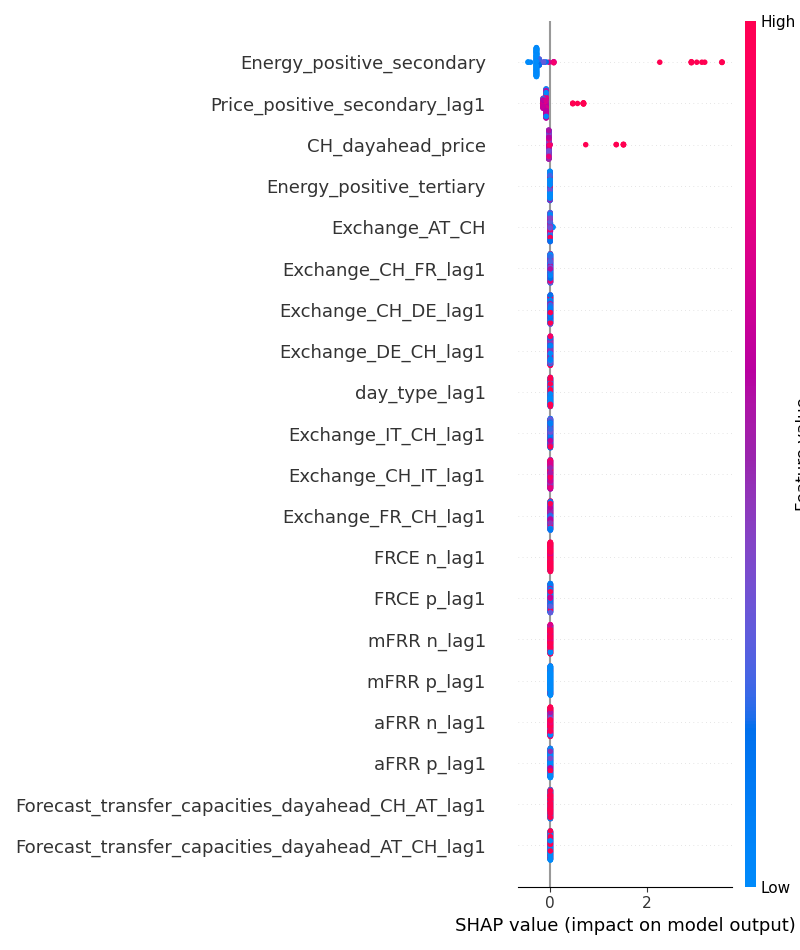 High
Energy_positive_secondary
Price_positive_secondary_lag1
CH_dayahead_price
Energy_positive_tertiary
Exchange_AT_CH
Exchange_CH_FR_lag1
Exchange_CH_DE_lag1
Exchange_DE_CH_lag1
day_type_lag1
Exchange_IT_CH_lag1
Exchange_CH_IT_lag1
Exchange_FR_CH_lag1
FRCE n_lag1
FRCE p_lag1
mFRR n_lag1
mFRR p_lag1
aFRR n_lag1
aFRR p_lag1
Forecast_transfer_capacities_dayahead_CH_AT_lag1
Forecast_transfer_capacities_dayahead_AT_CH_lag1
Low
0 2
SHAP value (impact on model output)